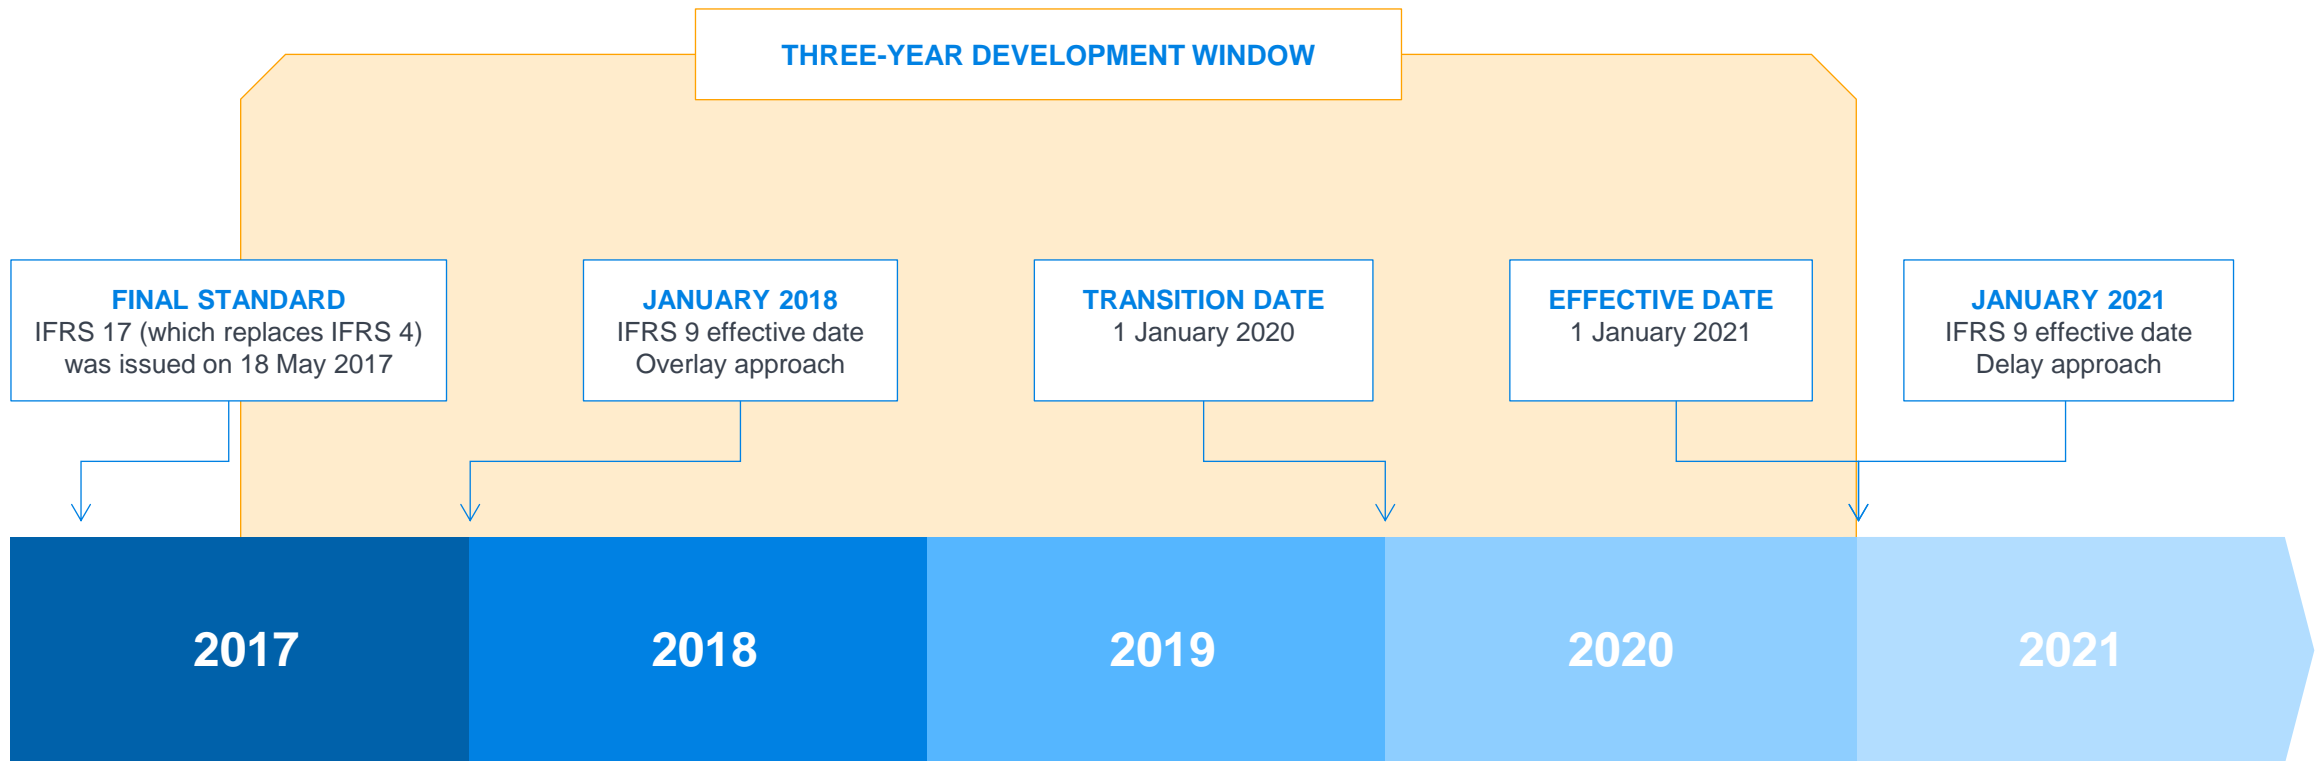 THREE-YEAR DEVELOPMENT WINDOW
FINAL STANDARD
IFRS 17 (which replaces IFRS 4)
was issued on 18 May 2017
JANUARY 2018
IFRS 9 effective date
Overlay approach
TRANSITION DATE
1 January 2020
EFFECTIVE DATE
1 January 2021
JANUARY 2021
IFRS 9 effective date
Delay approach
2017
2018
2019
2020
2021